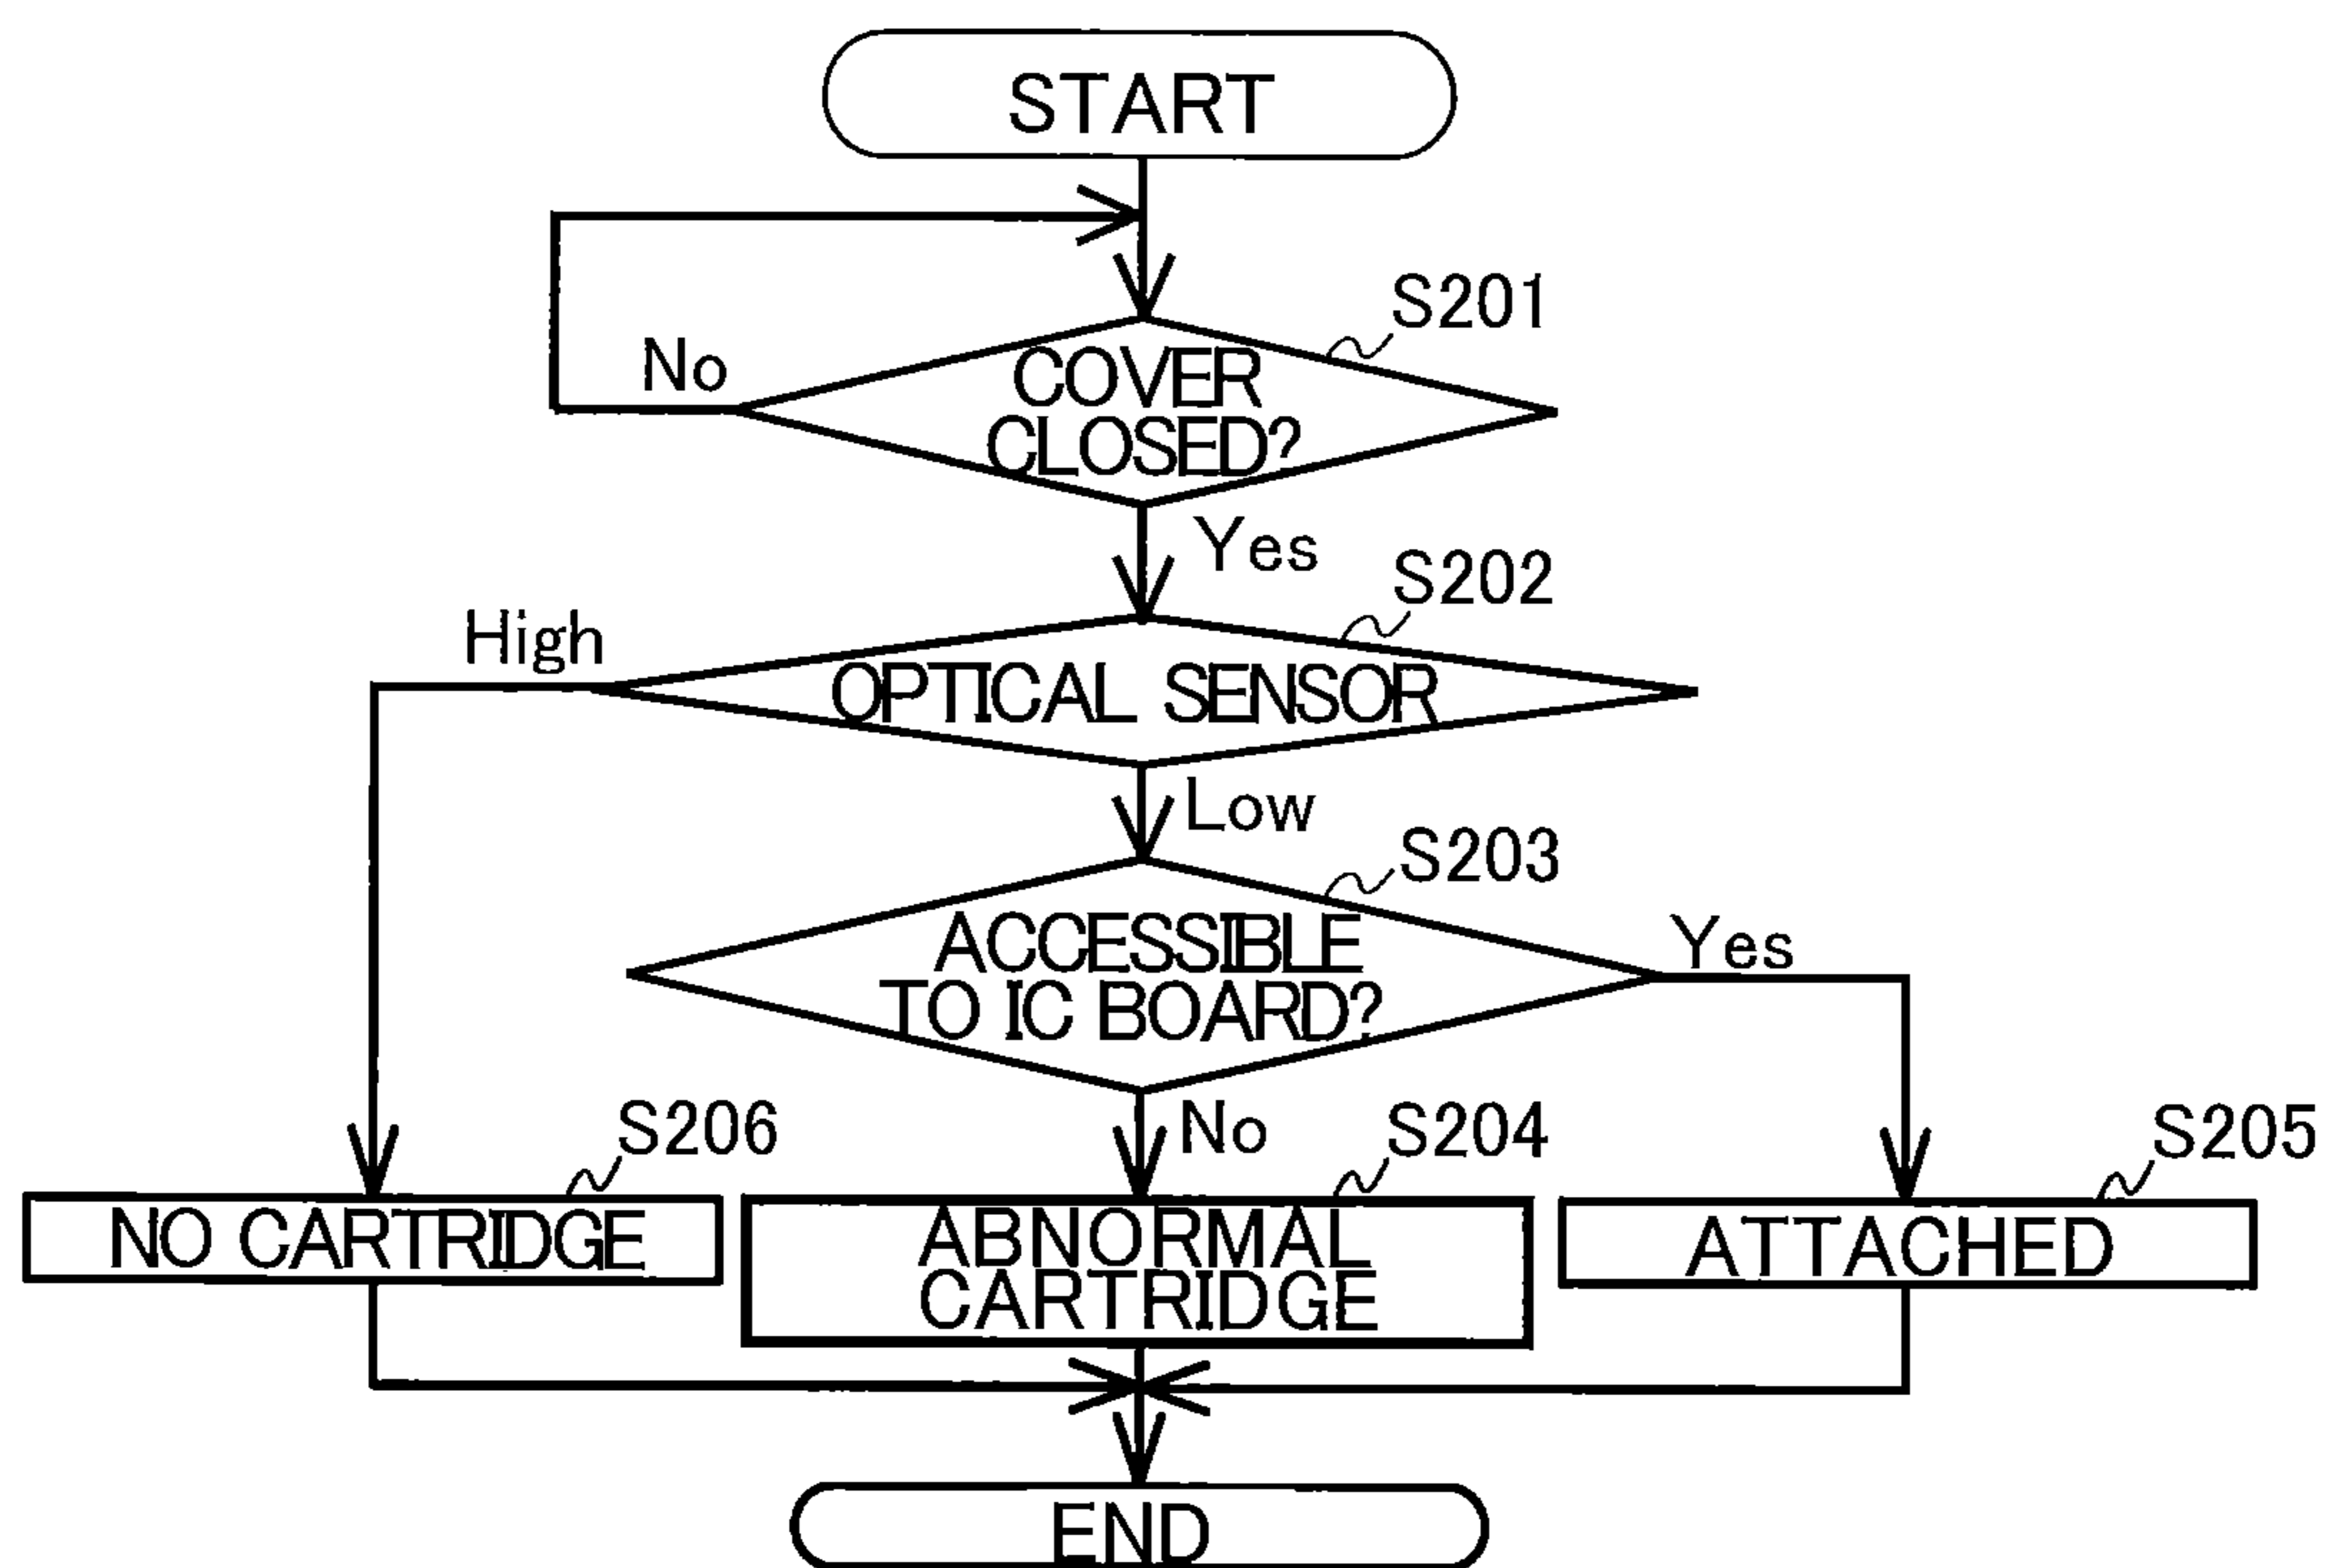 START
S201
No
COVER
CLOSED?
Yes
S202
High
OPTICAL SENSOR
Low
S203
ACCESSIBLE
TO IC BOARD?
Yes
No
S206
S204
S205
NO CARTRIDGE
ABNORMAL
CARTRIDGE
ATTACHED
END